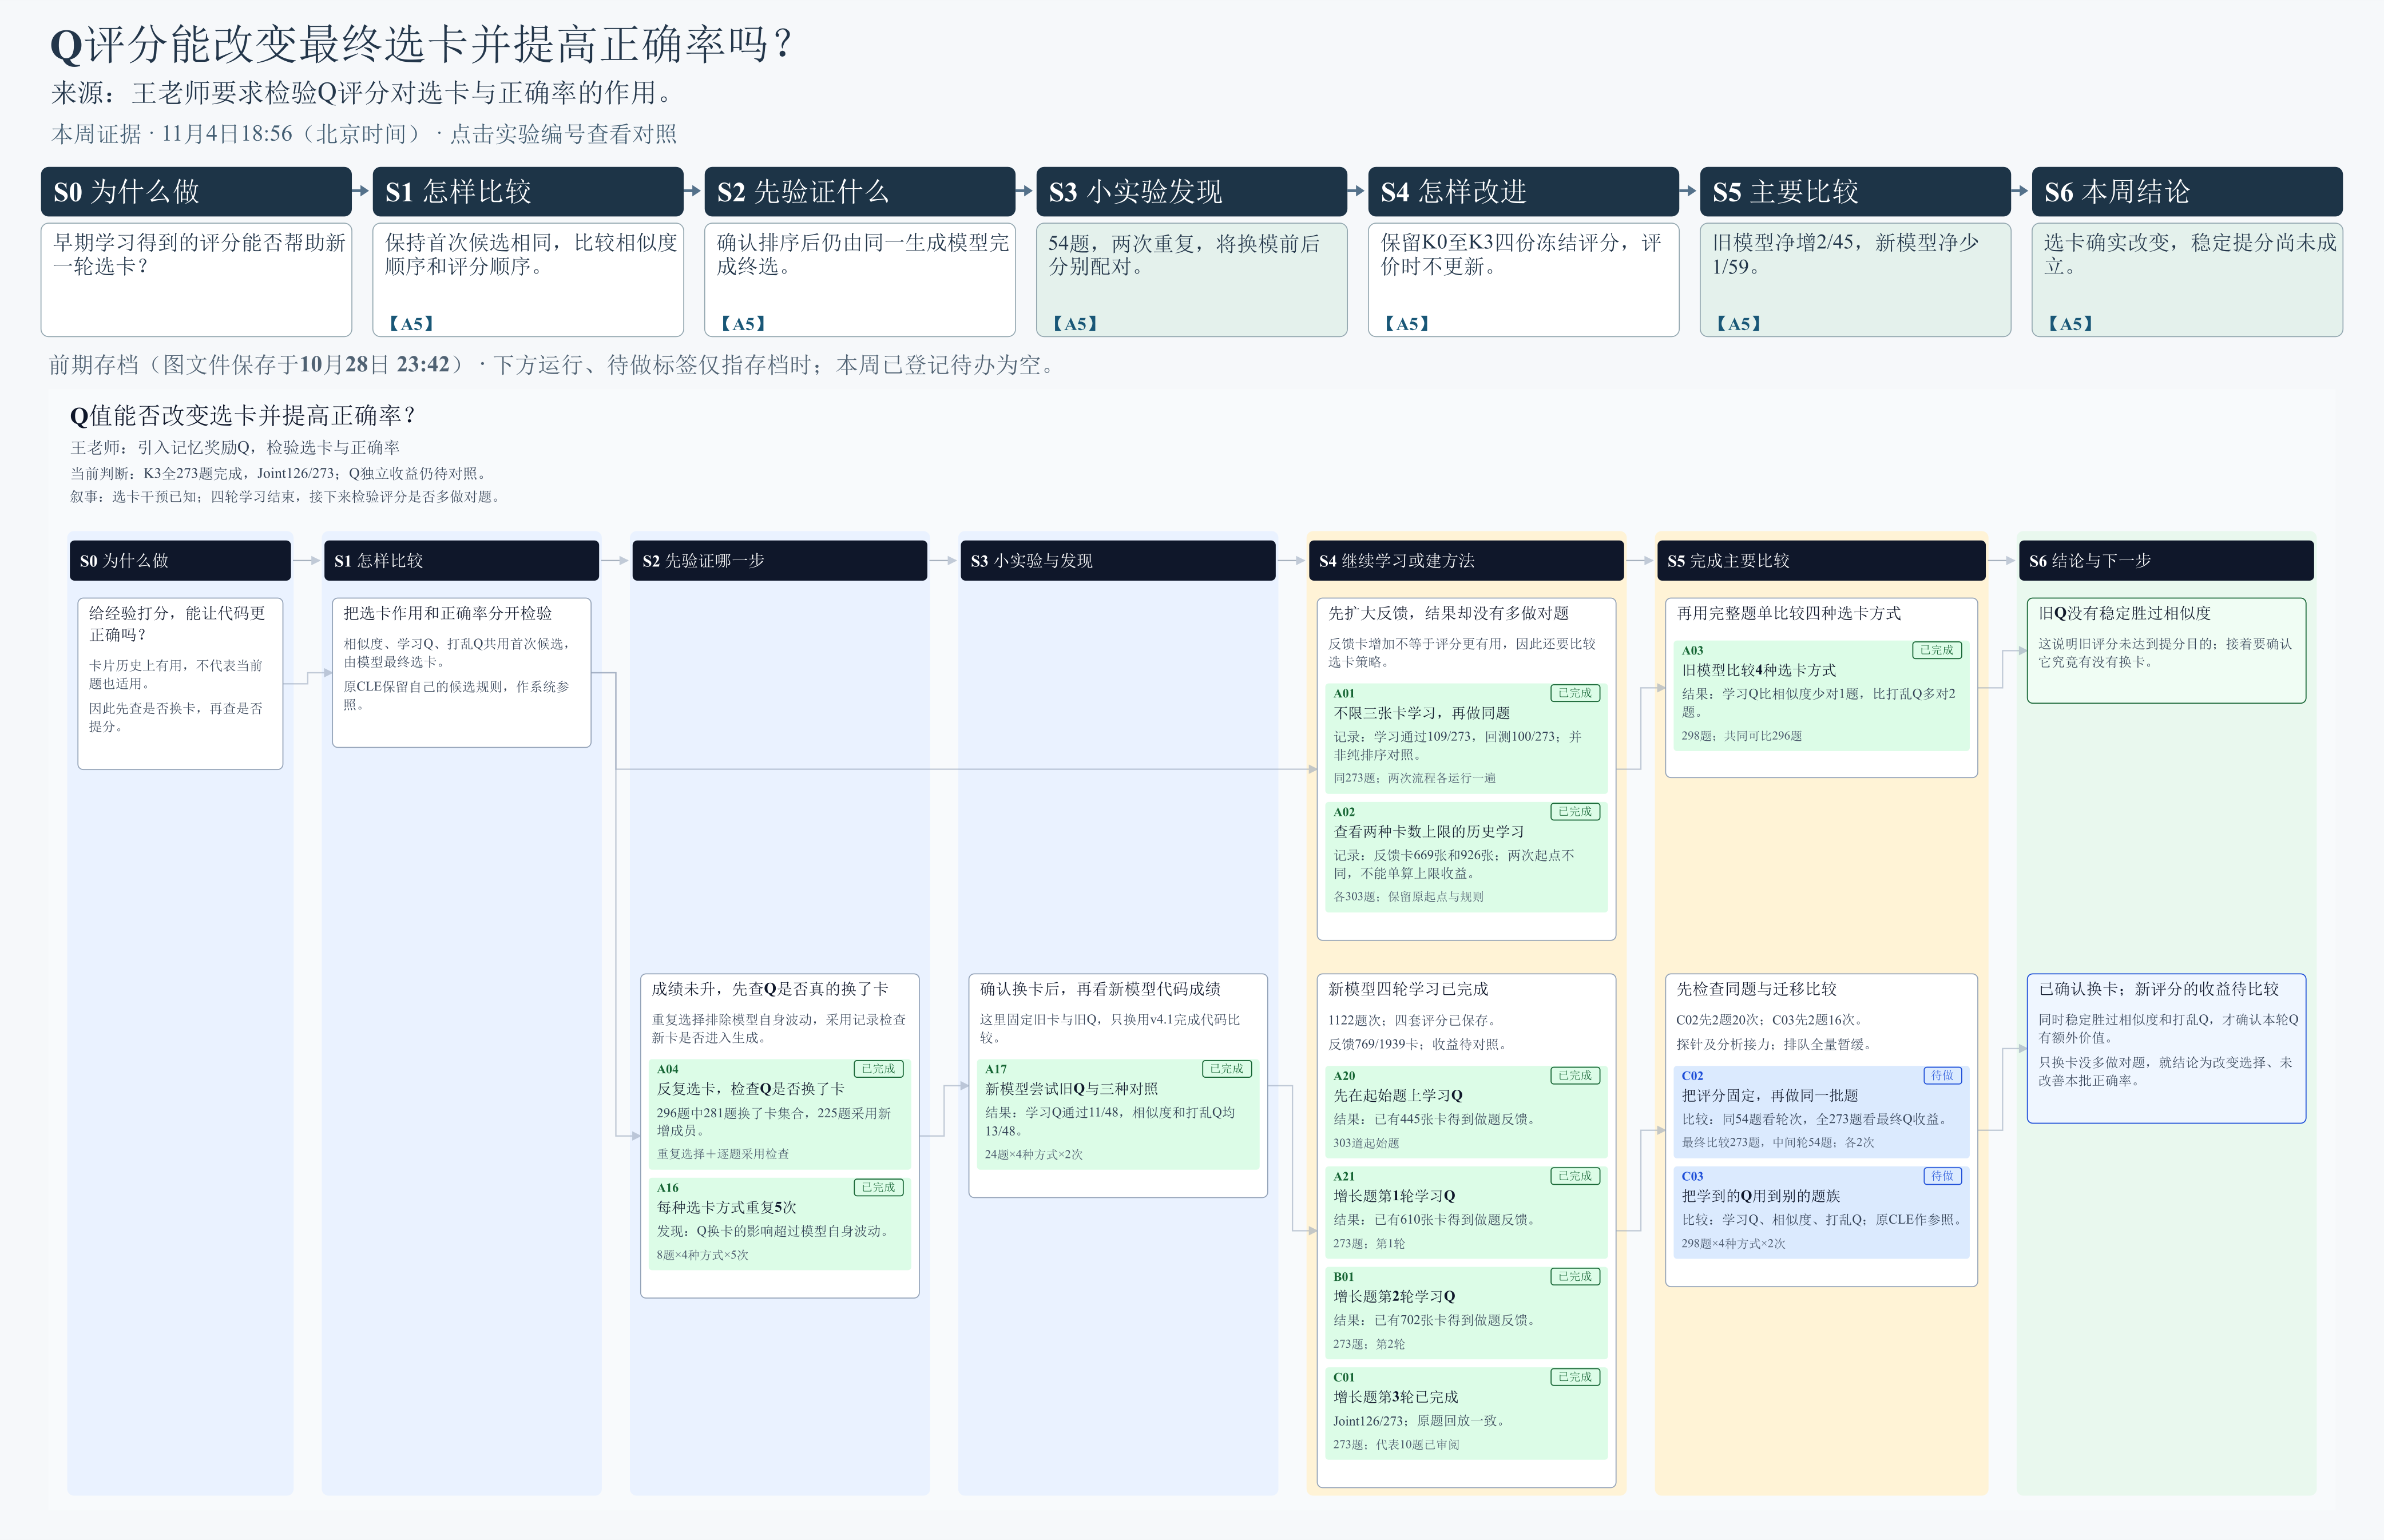 Q评分能改变最终选卡并提高正确率吗？
来源：王老师要求检验Q评分对选卡与正确率的作用。
本周证据 · 11月4日18:56（北京时间） · 点击实验编号查看对照
S0 为什么做
早期学习得到的评分能否帮助新
一轮选卡？
S1 怎样比较
保持首次候选相同，比较相似度
顺序和评分顺序。
【A5】
S2 先验证什么
确认排序后仍由同一生成模型完
成终选。
【A5】
S3 小实验发现
54题，两次重复，将换模前后
分别配对。
【A5】
S4 怎样改进
保留K0至K3四份冻结评分，评
价时不更新。
【A5】
S5 主要比较
旧模型净增2/45，新模型净少
1/59。
【A5】
S6 本周结论
选卡确实改变，稳定提分尚未成
立。
【A5】
前期存档（图文件保存于10月28日 23:42） · 下方运行、待做标签仅指存档时；本周已登记待办为空。
Q值能否改变选卡并提高正确率？
王老师：引入记忆奖励Q，检验选卡与正确率
当前判断：K3全273题完成，Joint126/273；Q独立收益仍待对照。
叙事：选卡干预已知；四轮学习结束，接下来检验评分是否多做对题。
S0 为什么做
给经验打分，能让代码更
正确吗？
卡片历史上有用，不代表当前
题也适用。
因此先查是否换卡，再查是否
提分。
S1 怎样比较
把选卡作用和正确率分开检验
相似度、学习Q、打乱Q共用首次候选，
由模型最终选卡。
原CLE保留自己的候选规则，作系统参
照。
S2 先验证哪一步
成绩未升，先查Q是否真的换了卡
重复选择排除模型自身波动，采用记录检查
新卡是否进入生成。
A04
已完成
反复选卡，检查Q是否换了卡
296题中281题换了卡集合，225题采用新
增成员。
重复选择＋逐题采用检查
A16
已完成
每种选卡方式重复5次
发现：Q换卡的影响超过模型自身波动。
8题×4种方式×5次
S3 小实验与发现
确认换卡后，再看新模型代码成绩
这里固定旧卡与旧Q，只换用v4.1完成代码比
较。
A17
已完成
新模型尝试旧Q与三种对照
结果：学习Q通过11/48，相似度和打乱Q均
13/48。
24题×4种方式×2次
S4 继续学习或建方法
先扩大反馈，结果却没有多做对题
反馈卡增加不等于评分更有用，因此还要比较
选卡策略。
A01
已完成
不限三张卡学习，再做同题
记录：学习通过109/273，回测100/273；并
非纯排序对照。
同273题；两次流程各运行一遍
A02
已完成
查看两种卡数上限的历史学习
记录：反馈卡669张和926张；两次起点不
同，不能单算上限收益。
各303题；保留原起点与规则
新模型四轮学习已完成
1122题次；四套评分已保存。
反馈769/1939卡；收益待对照。
A20
已完成
先在起始题上学习Q
结果：已有445张卡得到做题反馈。
303道起始题
A21
已完成
增长题第1轮学习Q
结果：已有610张卡得到做题反馈。
273题；第1轮
B01
已完成
增长题第2轮学习Q
结果：已有702张卡得到做题反馈。
273题；第2轮
C01
已完成
增长题第3轮已完成
Joint126/273；原题回放一致。
273题；代表10题已审阅
S5 完成主要比较
再用完整题单比较四种选卡方式
A03
已完成
旧模型比较4种选卡方式
结果：学习Q比相似度少对1题，比打乱Q多对2
题。
298题；共同可比296题
先检查同题与迁移比较
C02先2题20次；C03先2题16次。
探针及分析接力；排队全量暂缓。
C02
待做
把评分固定，再做同一批题
比较：同54题看轮次，全273题看最终Q收益。
最终比较273题，中间轮54题；各2次
C03
待做
把学到的Q用到别的题族
比较：学习Q、相似度、打乱Q；原CLE作参照。
298题×4种方式×2次
S6 结论与下一步
旧Q没有稳定胜过相似度
这说明旧评分未达到提分目的；接着要确认
它究竟有没有换卡。
已确认换卡；新评分的收益待比较
同时稳定胜过相似度和打乱Q，才确认本轮Q
有额外价值。
只换卡没多做对题，就结论为改变选择、未
改善本批正确率。